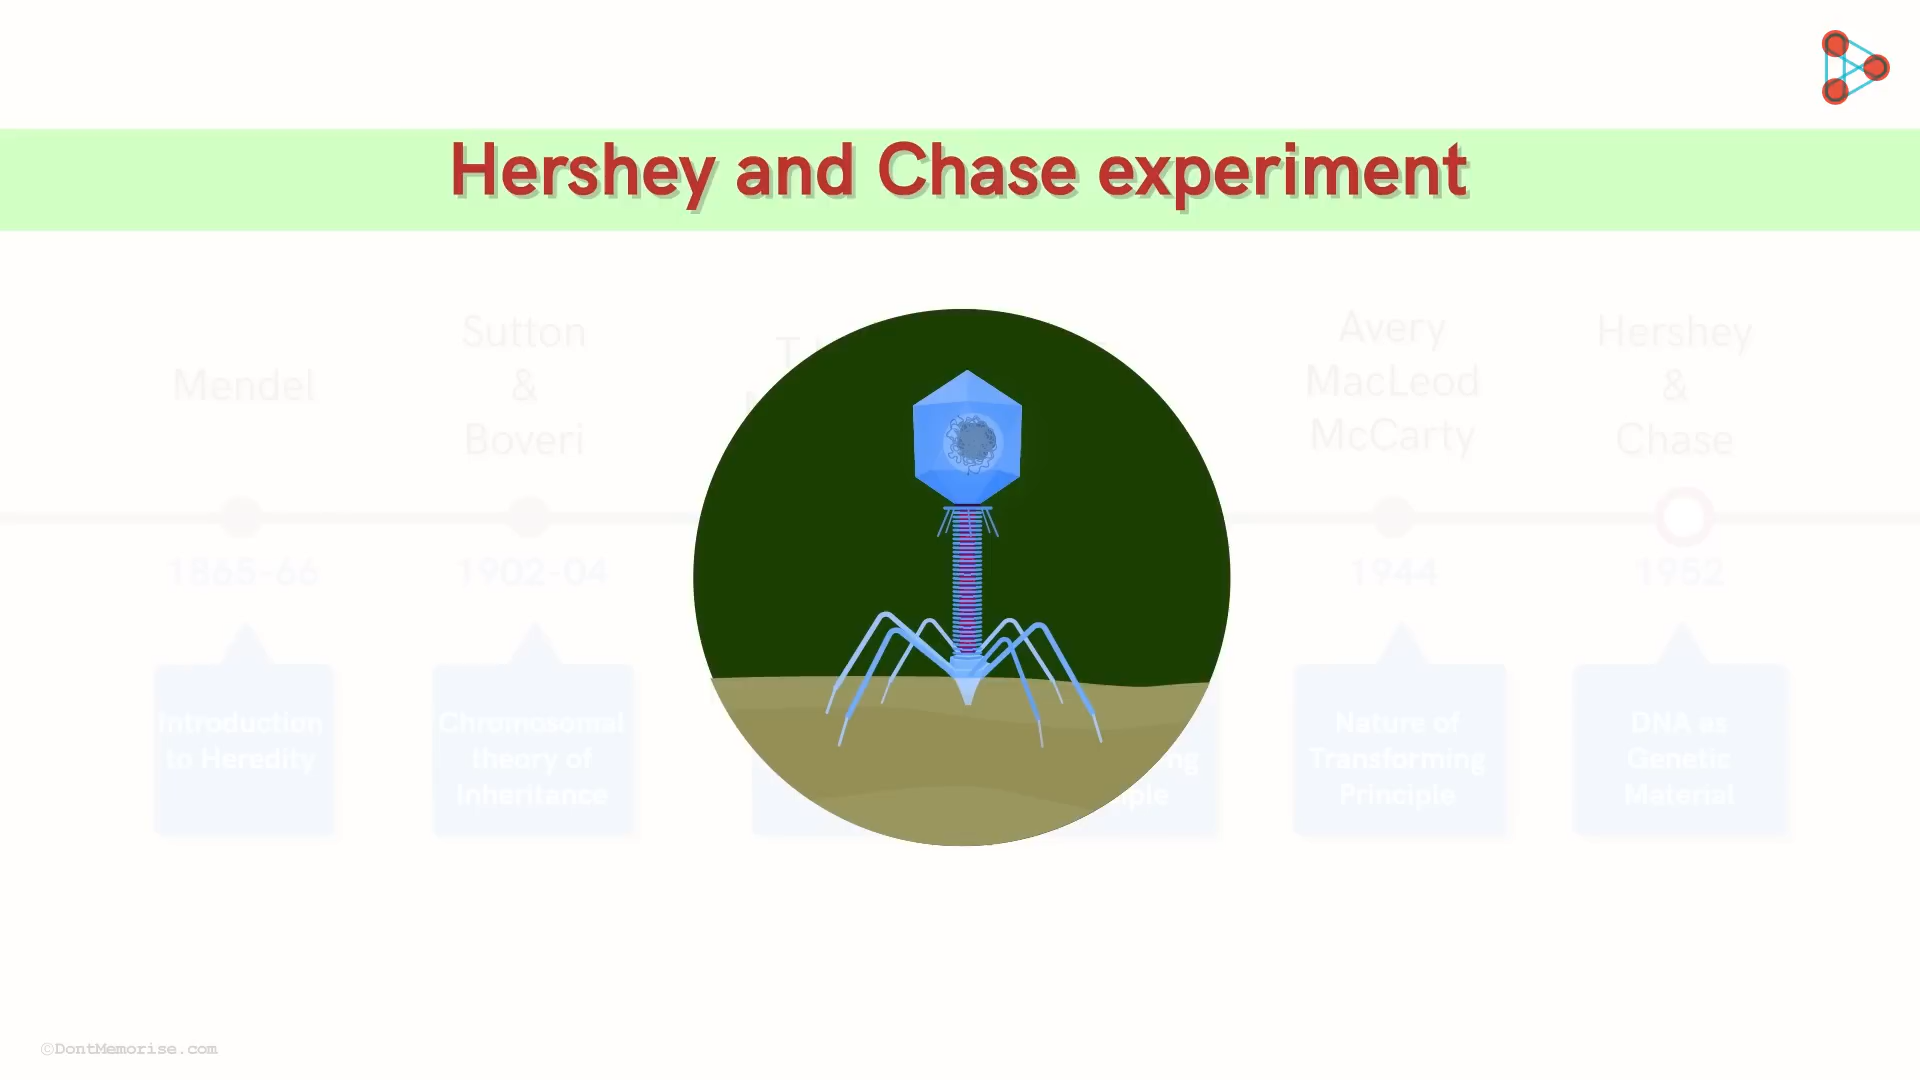 Hershey and Chase experiment
Mendel
Sutton
&
Boveri
Avery
MacLeod
McCarty
Hershey
&
Chase
1865-66
1902-04
1944
1952
Introduction
to Heredity
Chromosomal
theory of
Inheritance
Nature of
Transforming
Principle
DNA as
Genetic
Material
©DontMemorise.com